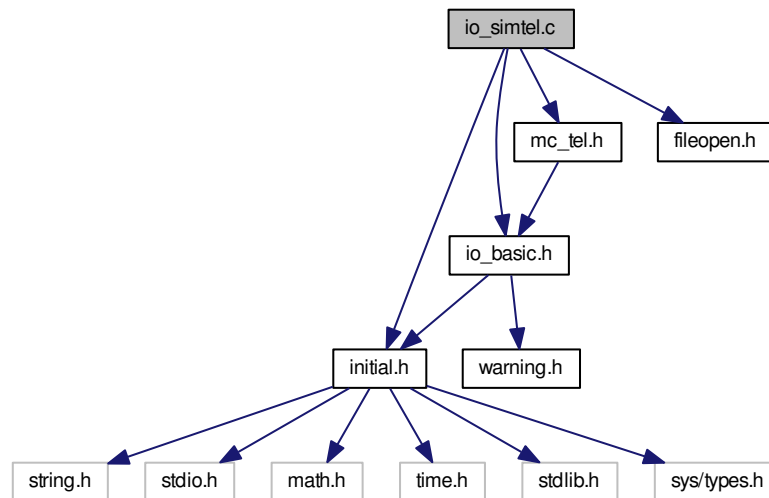 io_simtel.c
mc_tel.h
fileopen.h
io_basic.h
initial.h
warning.h
string.h
stdio.h
math.h
time.h
stdlib.h
sys/types.h